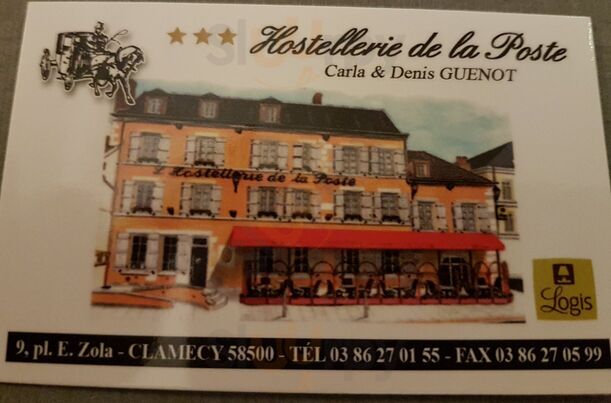 ★★★ Hostellerie de la Poste
Carla & Denis GUENOT
L'Hostellerie de la Poste
Logis
9, pl. E. Zola - CLAMECY 58500 - TÉL 03 86 27 01 55 - FAX 03 86 27 05 99